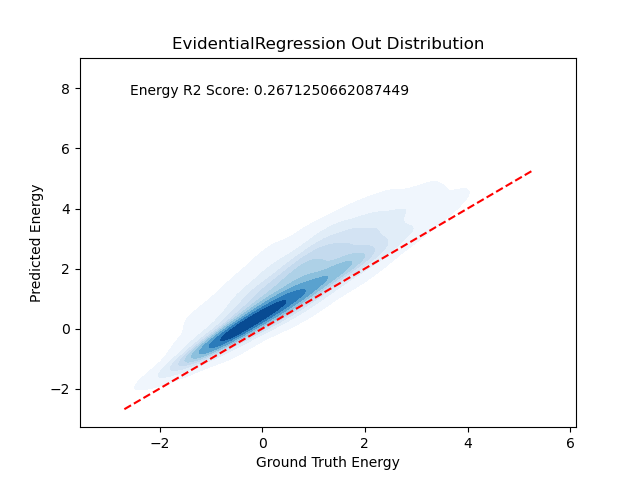 EvidentialRegression Out Distribution
Energy R2 Score: 0.2671250662087449
8
6
4
2
0
−2
Predicted Energy
−2
0
2
4
6
Ground Truth Energy